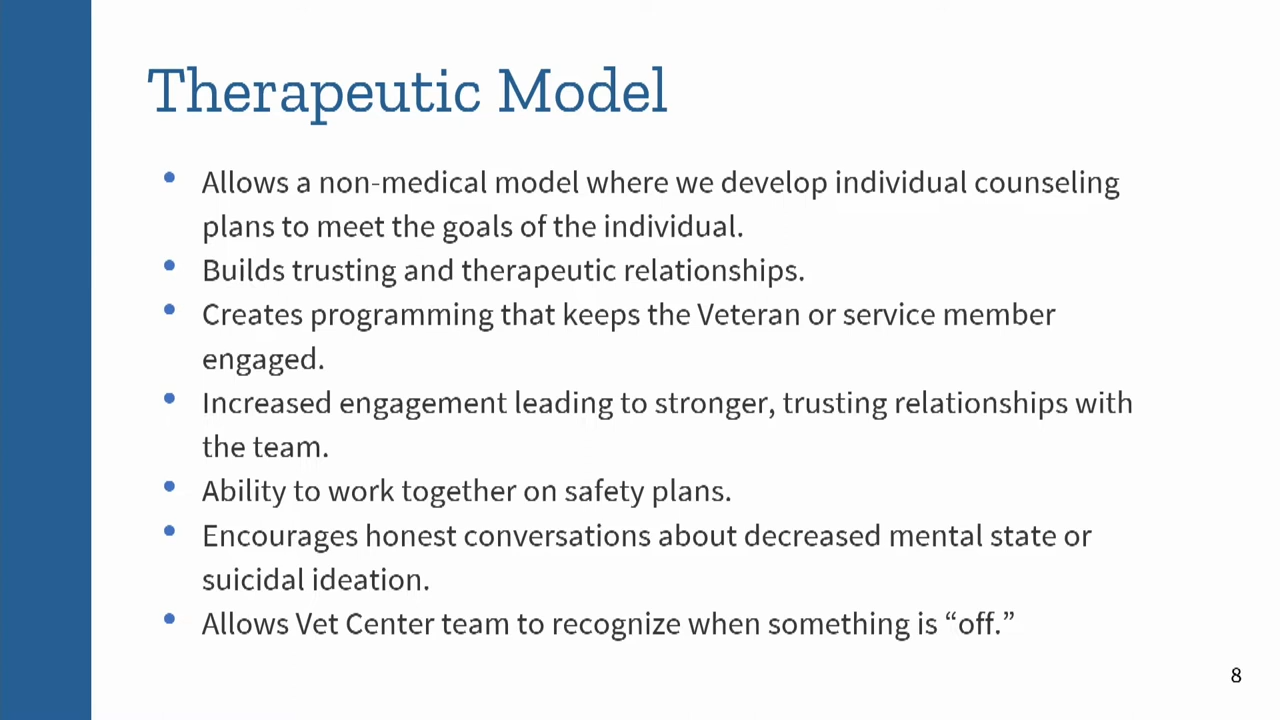 Therapeutic Model
• Allows a non-medical model where we develop individual counseling
plans to meet the goals of the individual.
• Builds trusting and therapeutic relationships.
• Creates programming that keeps the Veteran or service member
engaged.
• Increased engagement leading to stronger, trusting relationships with
the team.
• Ability to work together on safety plans.
• Encourages honest conversations about decreased mental state or
suicidal ideation.
• Allows Vet Center team to recognize when something is “off.”
8